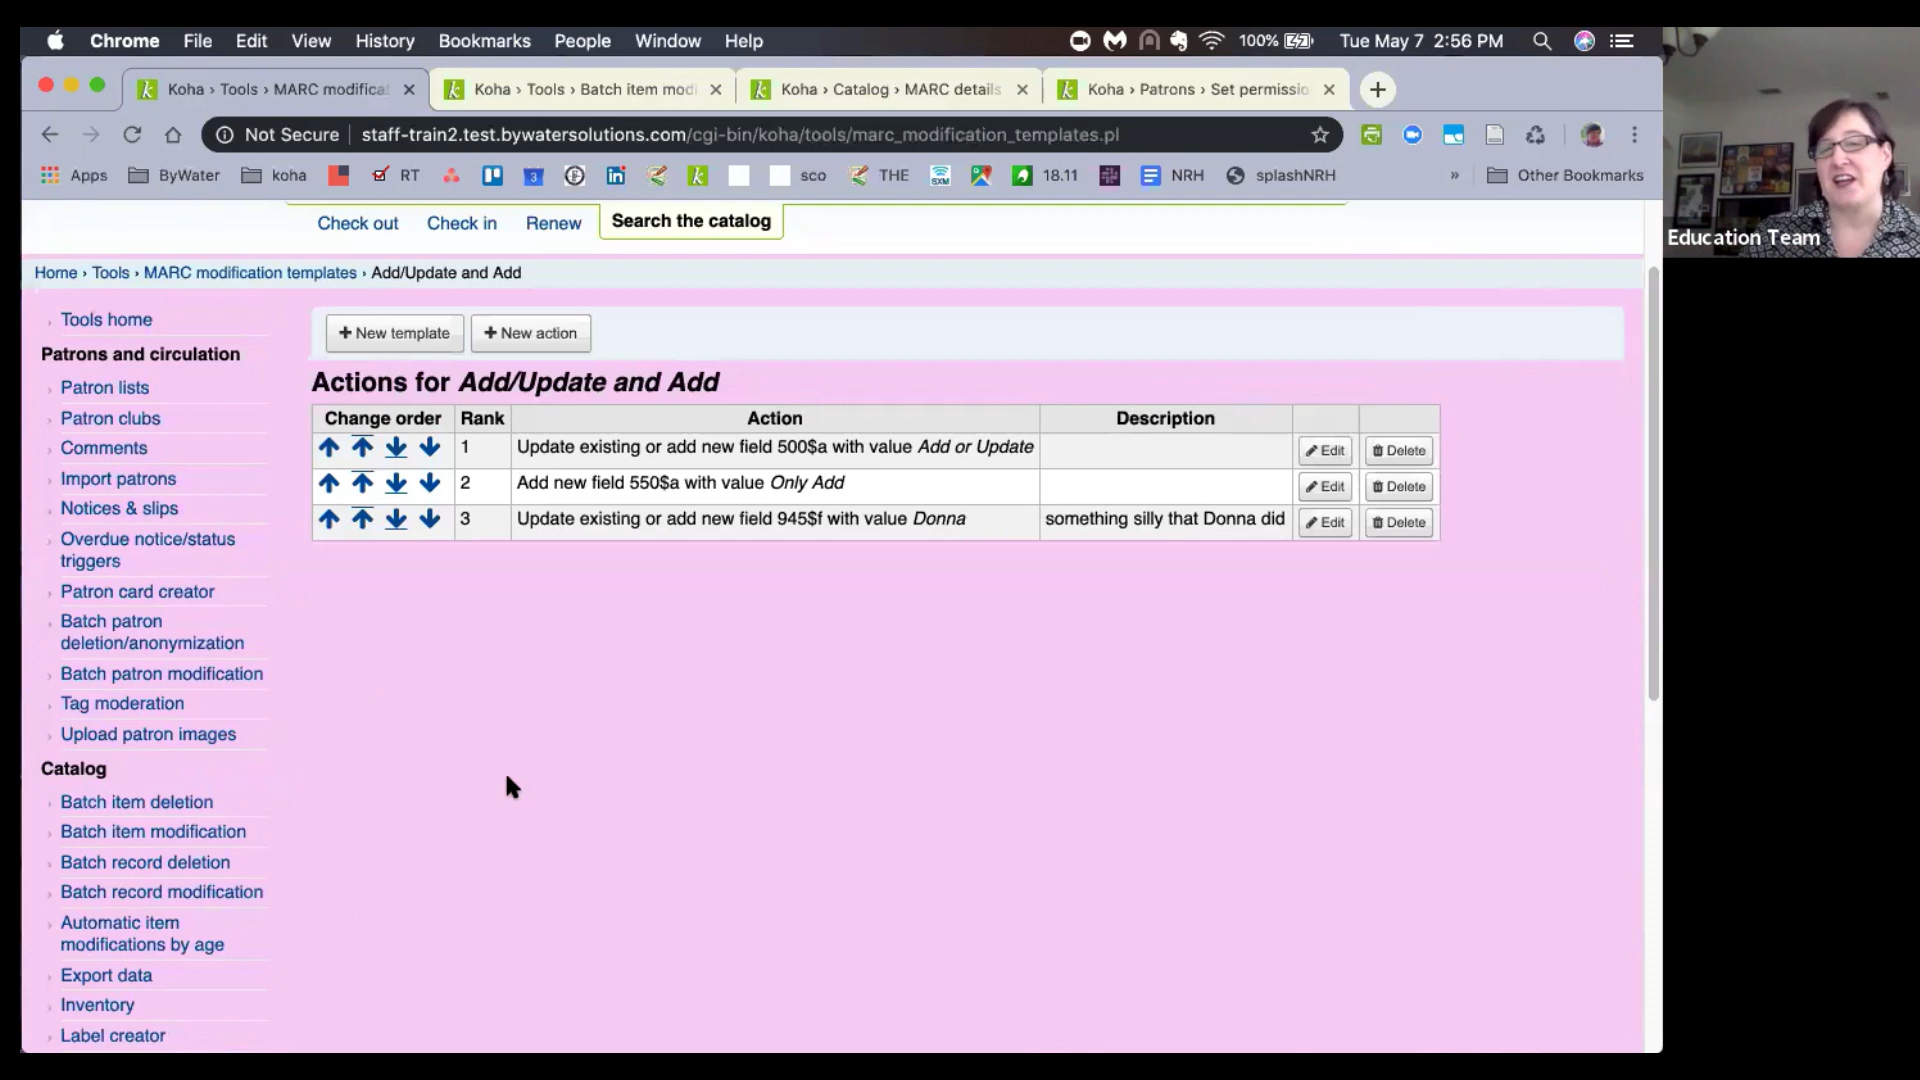 Chrome File Edit View History Bookmarks People Window Help 100% Tue May 7 2:56 PM
Koha › Tools › MARC modifica
Koha › Tools › Batch item modi
Koha › Catalog › MARC details
Koha › Patrons › Set permissio
Not Secure staff-train2.test.bywatersolutions.com/cgi-bin/koha/tools/marc_modification_templates.pl
Apps ByWater koha RT sco THE 18.11 NRH splashNRH » Other Bookmarks
Education Team
Check out Check in Renew Search the catalog
Home › Tools › MARC modification templates › Add/Update and Add
Tools home
Patrons and circulation
Patron lists
Patron clubs
Comments
Import patrons
Notices & slips
Overdue notice/status
triggers
Patron card creator
Batch patron
deletion/anonymization
Batch patron modification
Tag moderation
Upload patron images
Catalog
Batch item deletion
Batch item modification
Batch record deletion
Batch record modification
Automatic item
modifications by age
Export data
Inventory
Label creator
+ New template + New action
Actions for Add/Update and Add
Change order Rank Action Description
1 Update existing or add new field 500$a with value Add or Update Edit Delete
2 Add new field 550$a with value Only Add Edit Delete
3 Update existing or add new field 945$f with value Donna something silly that Donna did Edit Delete